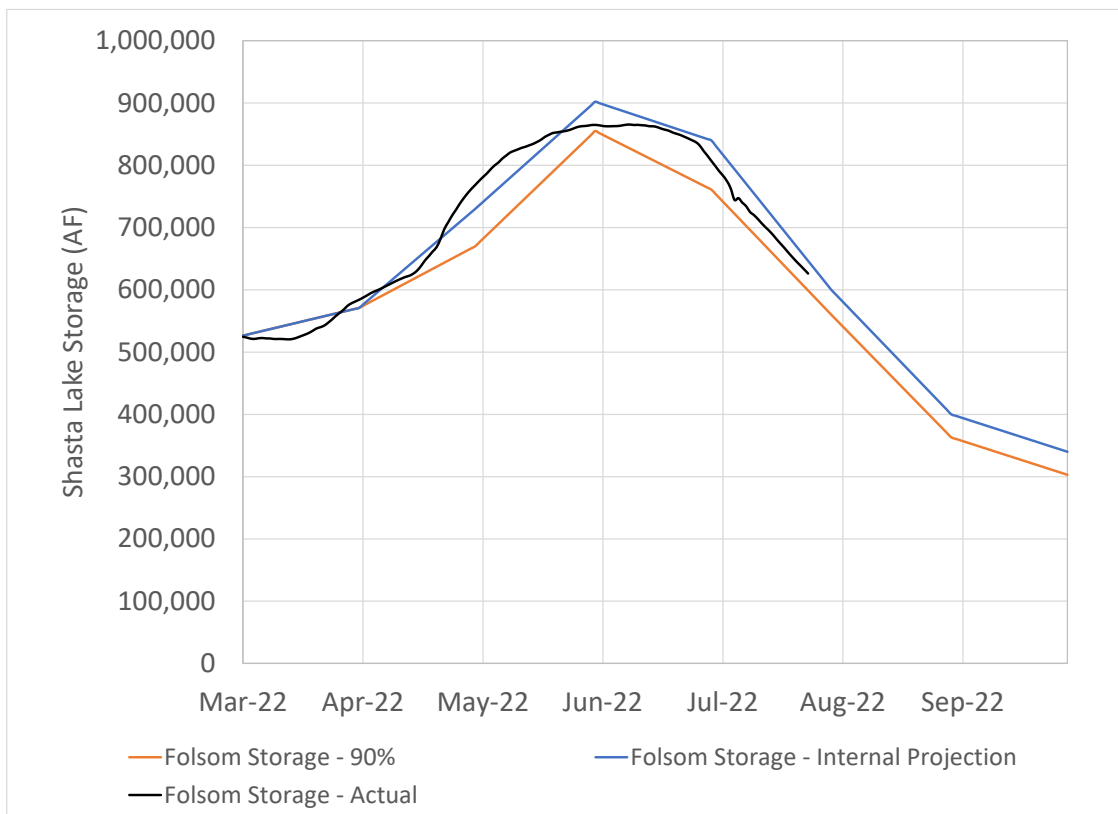 1,000,000
900,000
800,000
700,000
600,000
500,000
400,000
300,000
200,000
100,000
0
Shasta Lake Storage (AF)
Mar-22 Apr-22 May-22 Jun-22 Jul-22 Aug-22 Sep-22
Folsom Storage - 90% Folsom Storage - Internal Projection
Folsom Storage - Actual